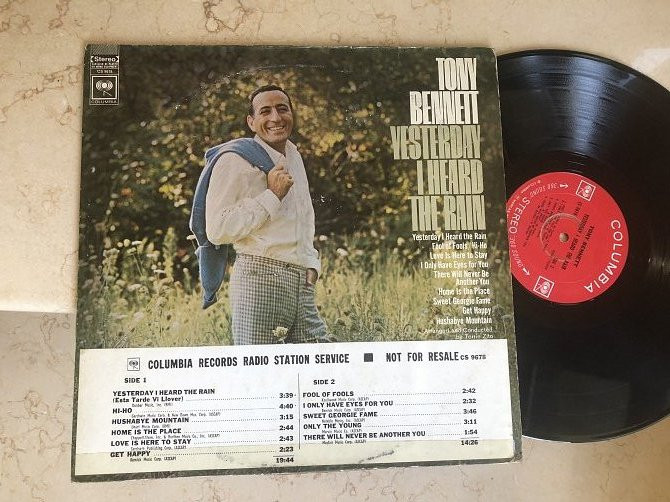 Stereo
CS 9678
COLUMBIA
TONY
BENNETT
YESTERDAY
I HEARD
THE RAIN
Yesterday I Heard the Rain
Fool of Fools Hi-Ho
Love Is Here to Stay
I Only Have Eyes for You
There Will Never Be
Another You
Home Is the Place
Sweet Georgie Fame
Get Happy
Hushabye Mountain
Arranged and Conducted
by Torrie Zito
COLUMBIA RECORDS RADIO STATION SERVICE NOT FOR RESALE CS 9678
SIDE 1
YESTERDAY I HEARD THE RAIN 3:39
(Esta Tarde Vi Llover)
HI-HO 4:40
HUSHABYE MOUNTAIN 3:15
HOME IS THE PLACE 2:44
LOVE IS HERE TO STAY 2:43
GET HAPPY 2:23
19:44
SIDE 2
FOOL OF FOOLS 2:42
I ONLY HAVE EYES FOR YOU 2:32
SWEET GEORGIE FAME 3:46
ONLY THE YOUNG 3:11
THERE WILL NEVER BE ANOTHER YOU 1:54
14:26
COLUMBIA
STEREO
360 SOUND
TONY BENNETT